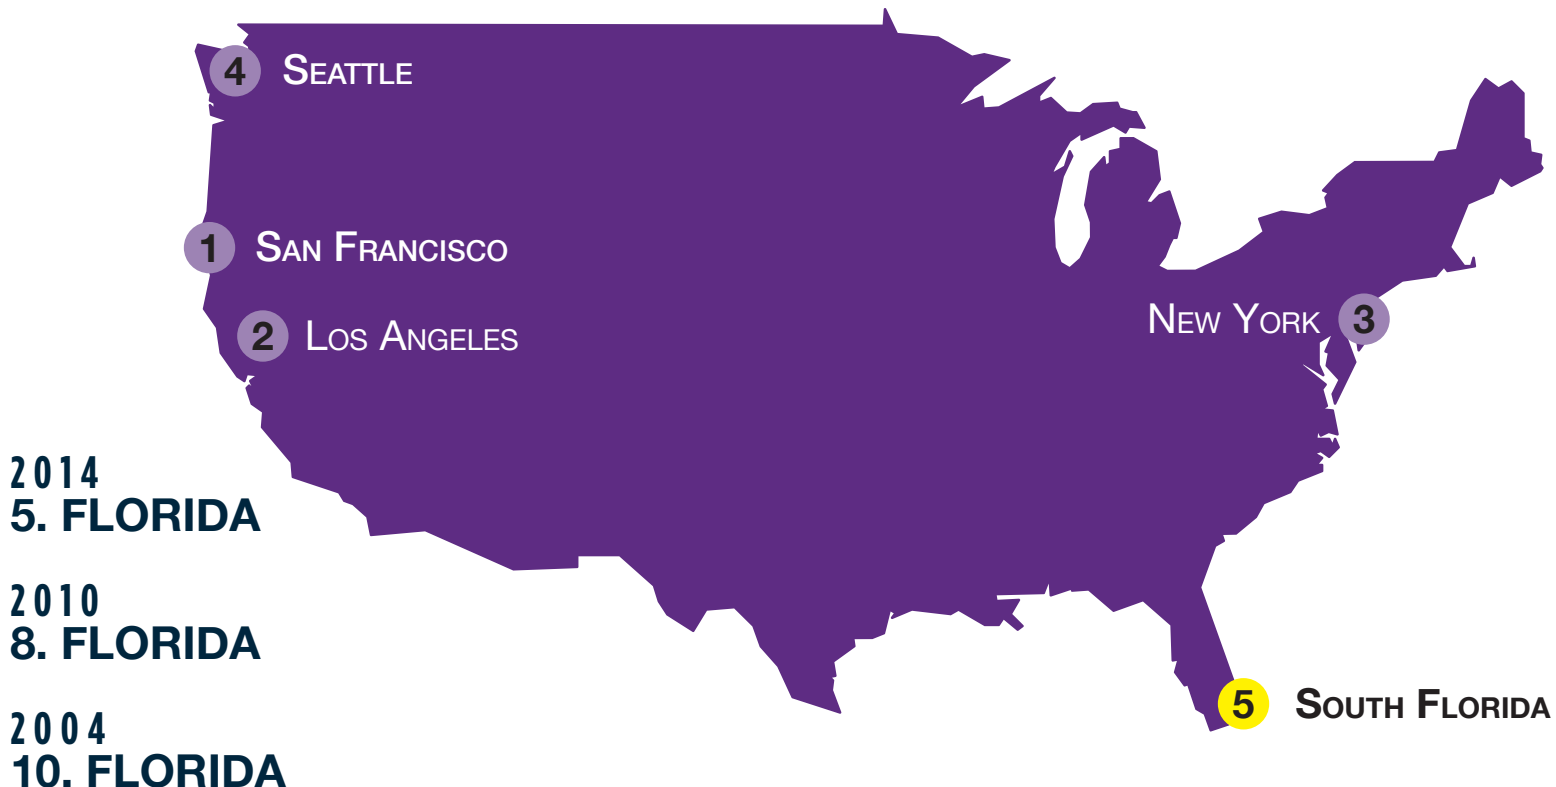 4 SEATTLE
1 SAN FRANCISCO
NEW YORK 3
2 LOS ANGELES
2014
5. FLORIDA
2010
8. FLORIDA
5 SOUTH FLORIDA
2004
10. FLORIDA